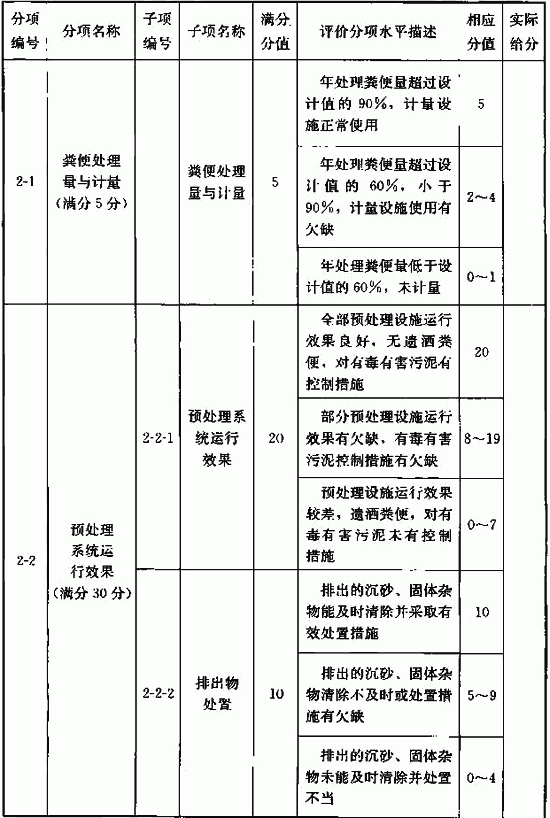 分项编号 分项名称 子项编号 子项名称 满分分值 评价分项水平描述 相应分值 实际给分
2-1
粪便处理
量与计量
(满分5分)
粪便处理
量与计量
5
年处理粪便量超过设
计值的90%，计量设
施正常使用
5
年处理粪便量超过设
计值的60%，小于
90%，计量设施使用有
欠缺
2～4
年处理粪便量低于设
计值的60%，未计量
0～1
2-2
预处理
系统运
行效果
(满分30分)
2-2-1
预处理系
统运行
效果
20
全部预处理设施运行
效果良好，无遗洒粪
便，对有毒有害污泥有
控制措施
20
部分预处理设施运行
效果有欠缺，有毒有害
污泥控制措施有欠缺
8～19
预处理设施运行效果
较差，遗洒粪便，对有
毒有害污泥未有控制
措施
0～7
2-2-2
排出物
处置
10
排出的沉砂、固体杂
物能及时清除并采取有
效处置措施
10
排出的沉砂、固体杂
物清除不及时或处置措
施有欠缺
5～9
排出的沉砂、固体杂
物未能及时清除并处置
不当
0～4